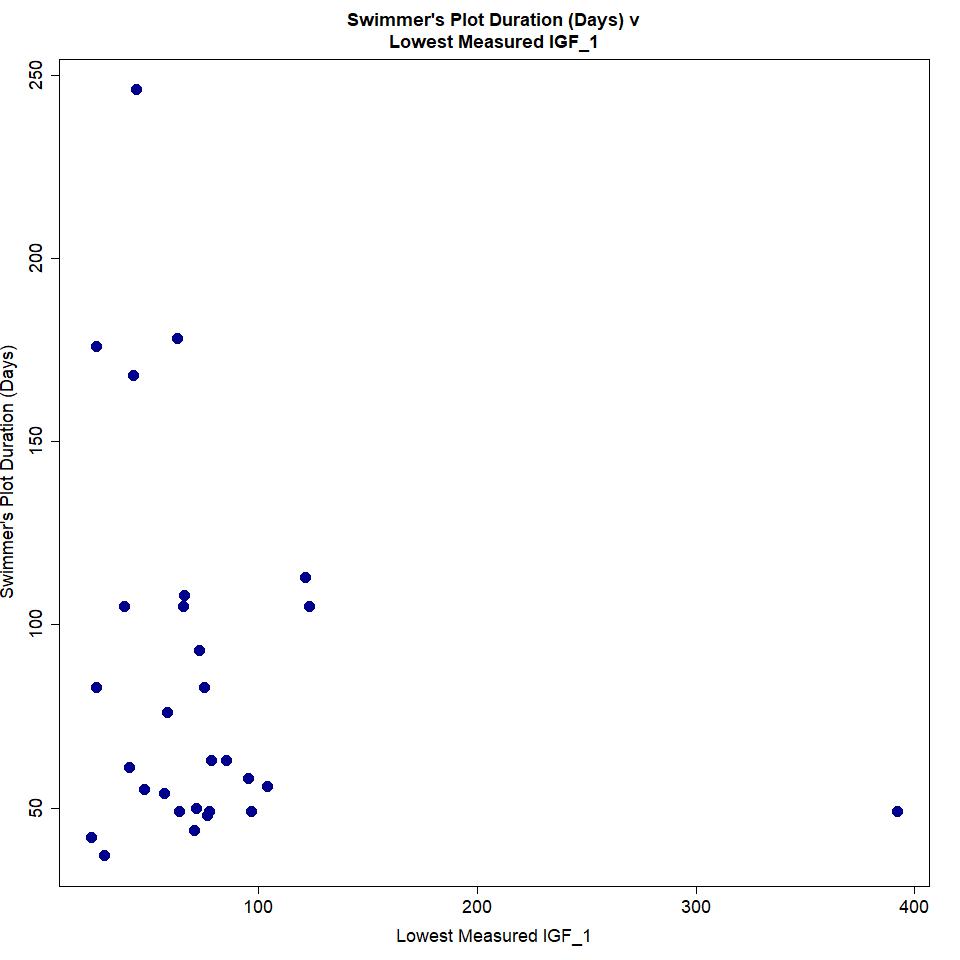 Swimmer's Plot Duration (Days) v
Lowest Measured IGF_1
250
200
150
100
50
Swimmer's Plot Duration (Days)
100
200
300
400
Lowest Measured IGF_1